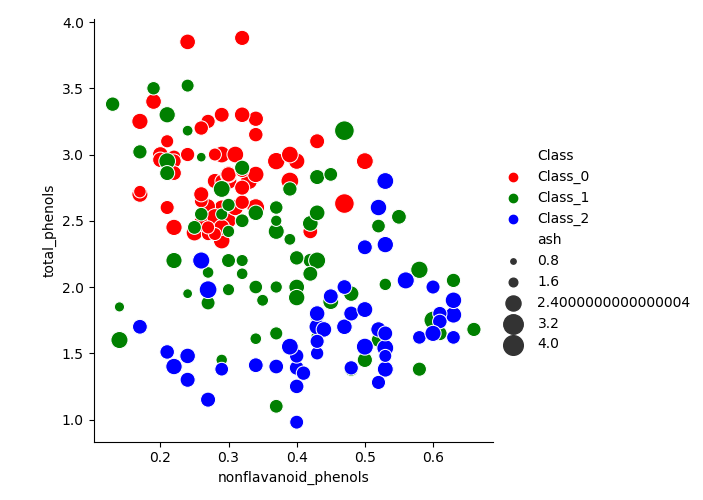 4.0
3.5
3.0
2.5
2.0
1.5
1.0
total_phenols
0.2 0.3 0.4 0.5 0.6
nonflavanoid_phenols
Class
Class_0
Class_1
Class_2
ash
0.8
1.6
2.4000000000000004
3.2
4.0